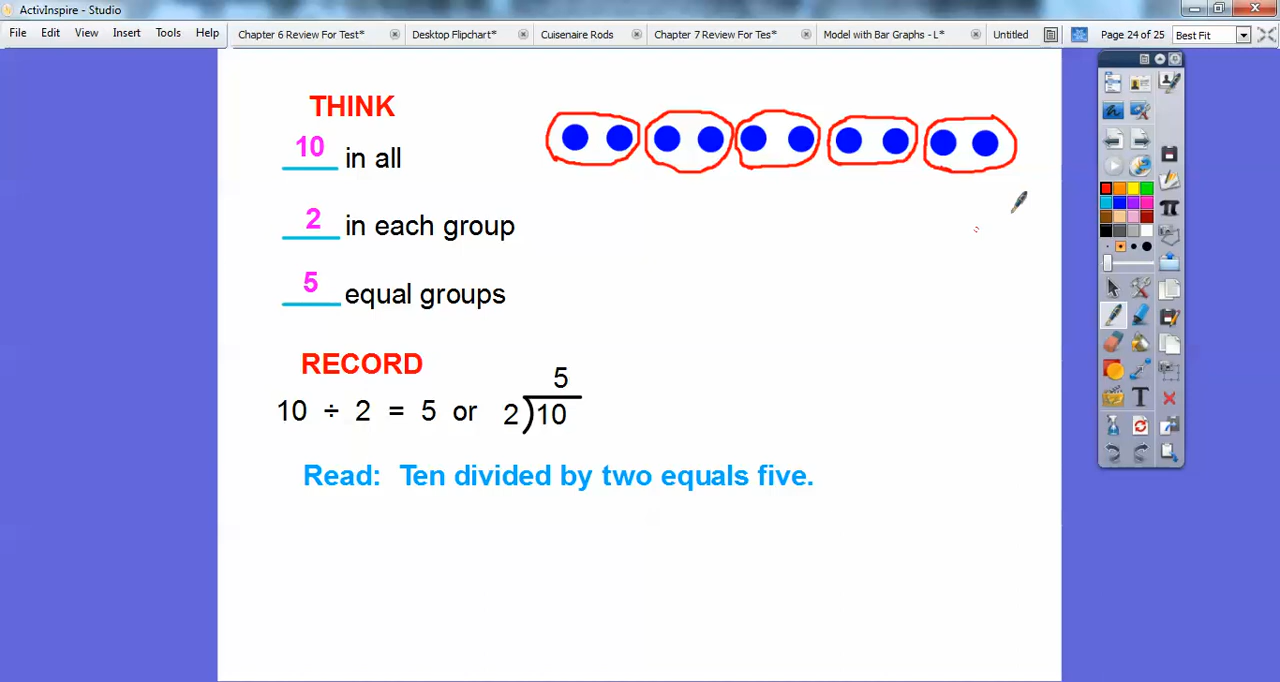 ActivInspire - Studio
File Edit View Insert Tools Help Chapter 6 Review For Test* Desktop Flipchart* Cuisenaire Rods Chapter 7 Review For Tes* Model with Bar Graphs - L* Untitled Page 24 of 25 Best Fit
THINK
10 in all
2 in each group
5 equal groups
RECORD
5
10 ÷ 2 = 5 or 2)10
Read: Ten divided by two equals five.